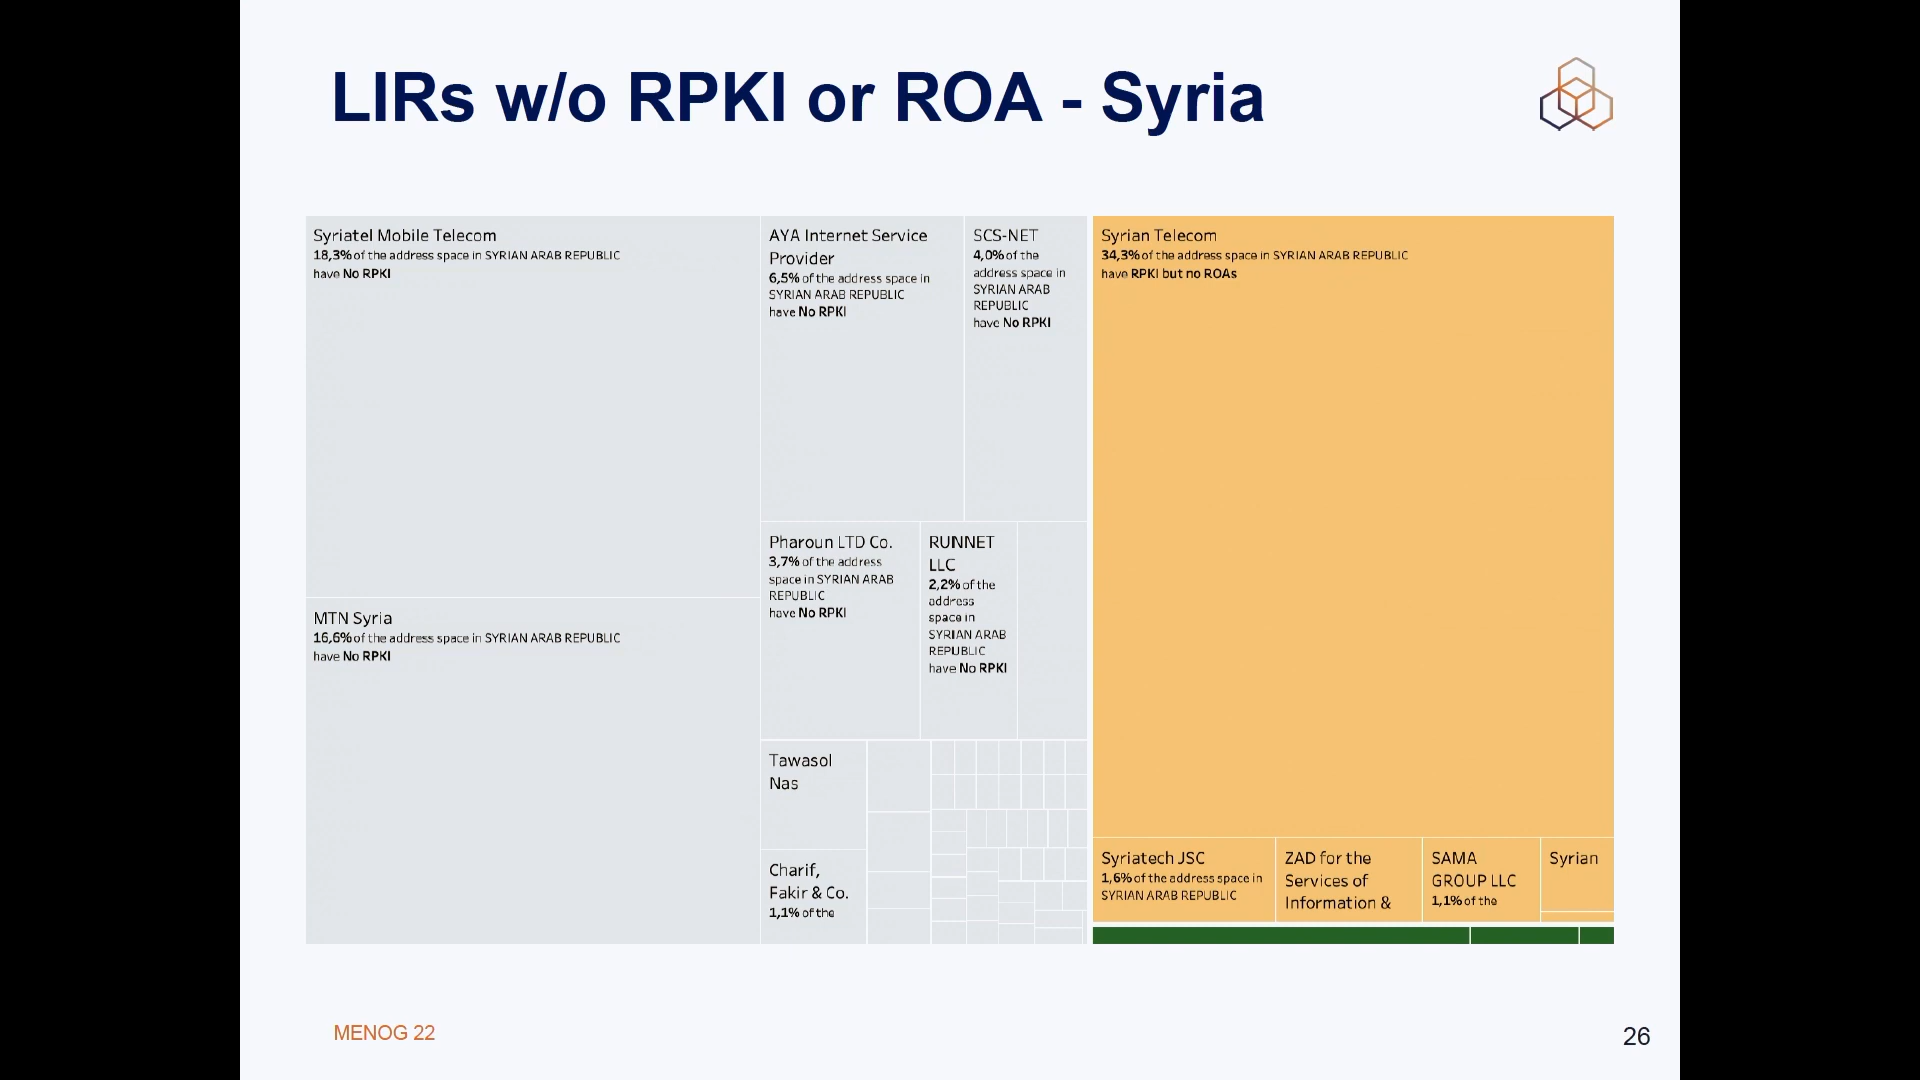 LIRs w/o RPKI or ROA - Syria
Syriatel Mobile Telecom
18,3% of the address space in SYRIAN ARAB REPUBLIC
have No RPKI
MTN Syria
16,6% of the address space in SYRIAN ARAB REPUBLIC
have No RPKI
AYA Internet Service
Provider
6,5% of the address space in
SYRIAN ARAB REPUBLIC
have No RPKI
SCS-NET
4,0% of the
address space in
SYRIAN ARAB
REPUBLIC
have No RPKI
Pharoun LTD Co.
3,7% of the address
space in SYRIAN ARAB
REPUBLIC
have No RPKI
RUNNET
LLC
2,2% of the
address
space in
SYRIAN ARAB
REPUBLIC
have No RPKI
Tawasol
Nas
Charif,
Fakir & Co.
1,1% of the
Syrian Telecom
34,3% of the address space in SYRIAN ARAB REPUBLIC
have RPKI but no ROAs
Syriatech JSC
1,6% of the address space in
SYRIAN ARAB REPUBLIC
ZAD for the
Services of
Information &
SAMA
GROUP LLC
1,1% of the
Syrian
MENOG 22
26